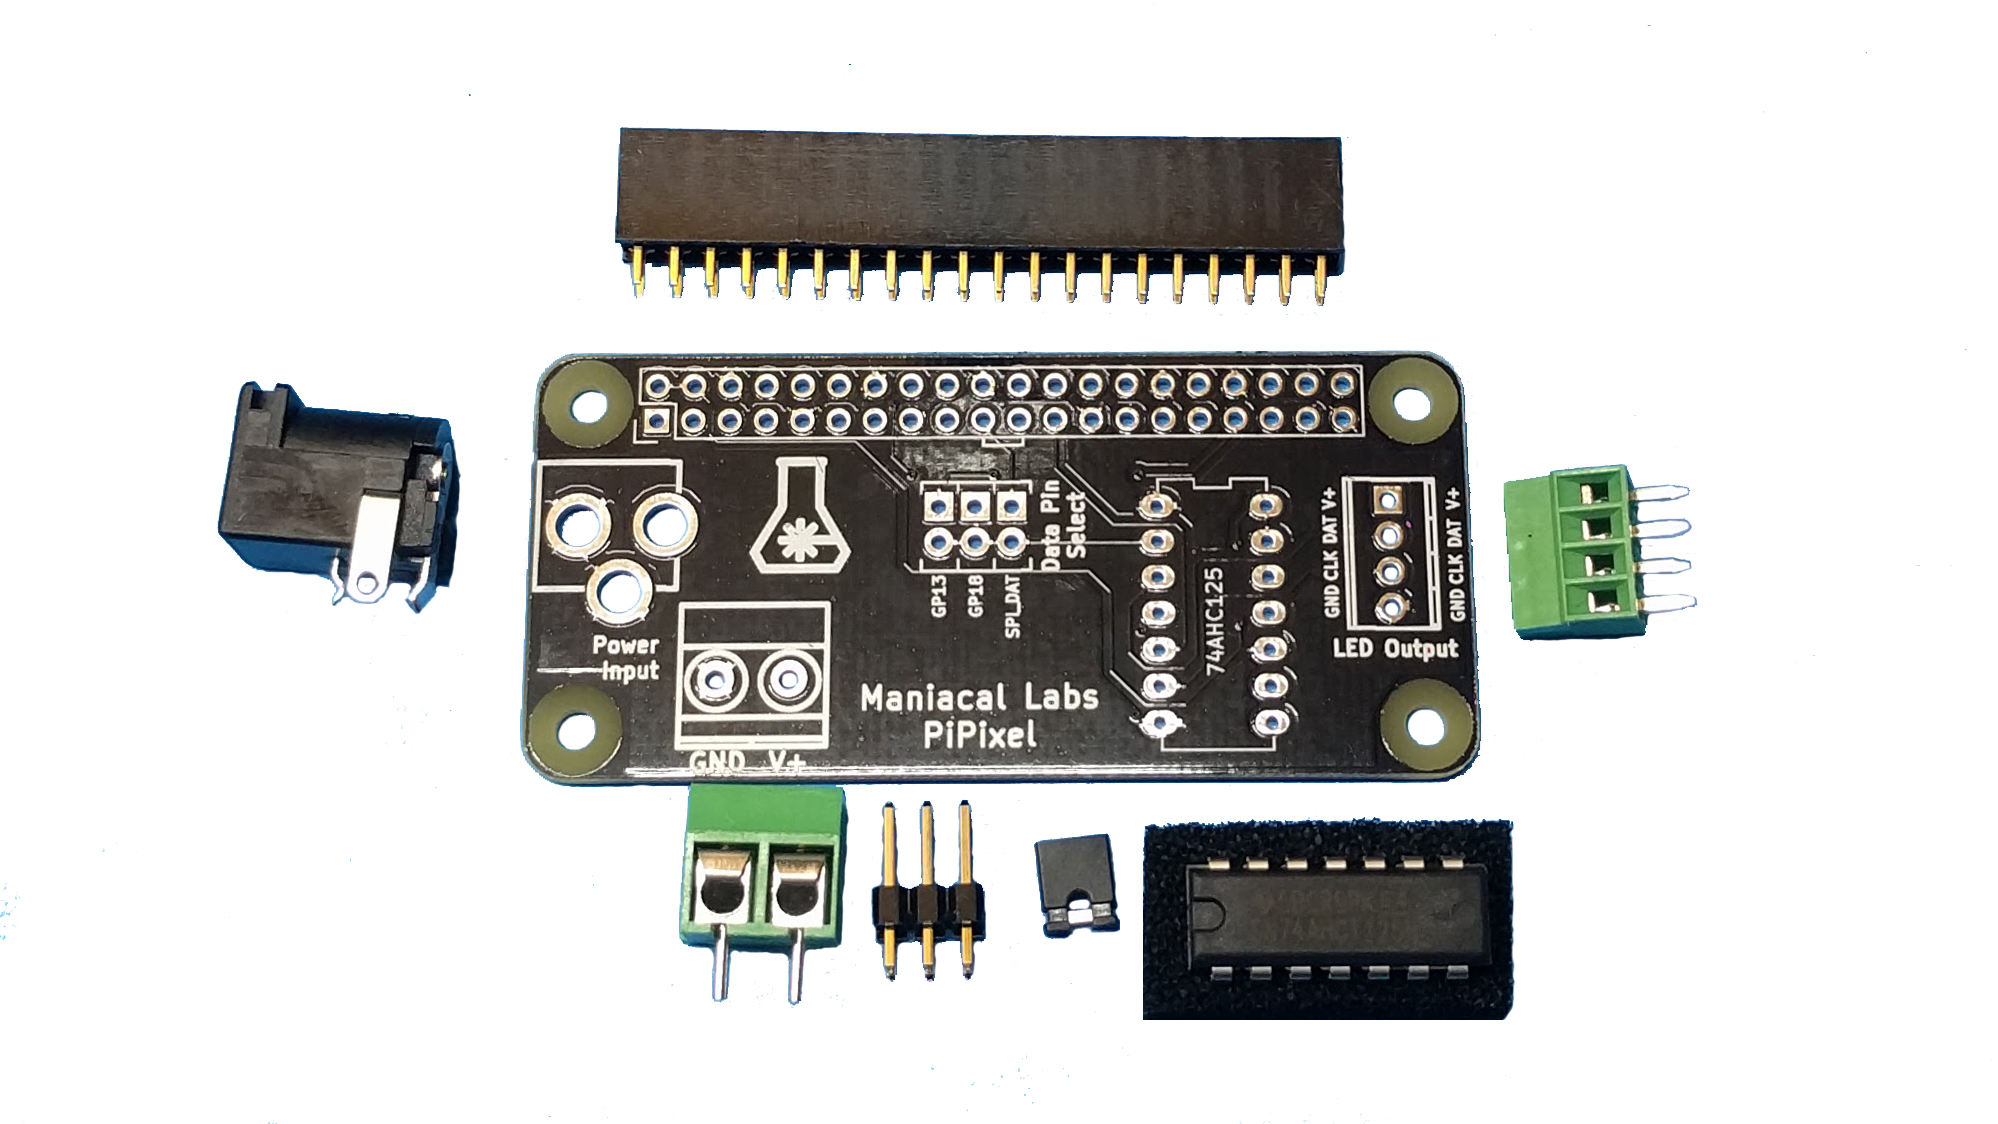 Data Pin
Select
GP13
GP18
SPI_DAT
74AHC125
GND CLK DAT V+
GND CLK DAT V+
LED Output
Power
Input
GND V+
Maniacal Labs
PiPixel